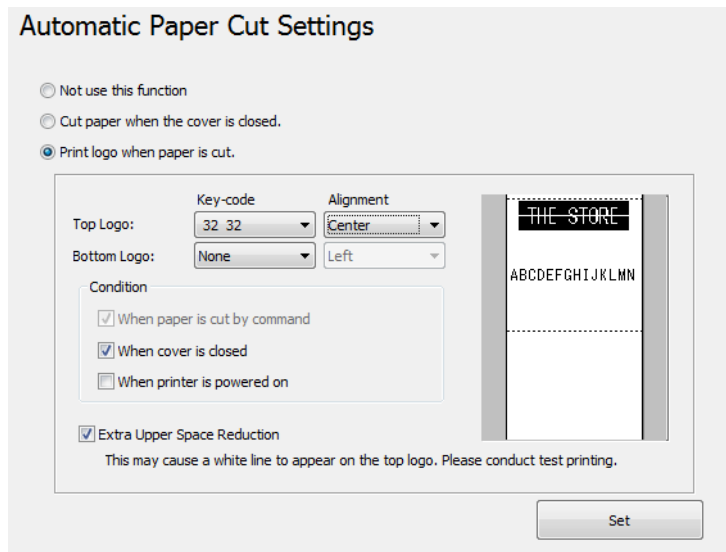 Automatic Paper Cut Settings
Not use this function
Cut paper when the cover is closed.
Print logo when paper is cut.
Key-code Alignment
Top Logo: 32 32 Center
Bottom Logo: None Left
Condition
When paper is cut by command
When cover is closed
When printer is powered on
Extra Upper Space Reduction
This may cause a white line to appear on the top logo. Please conduct test printing.
THE STORE
ABCDEFGHIJKLMN
Set